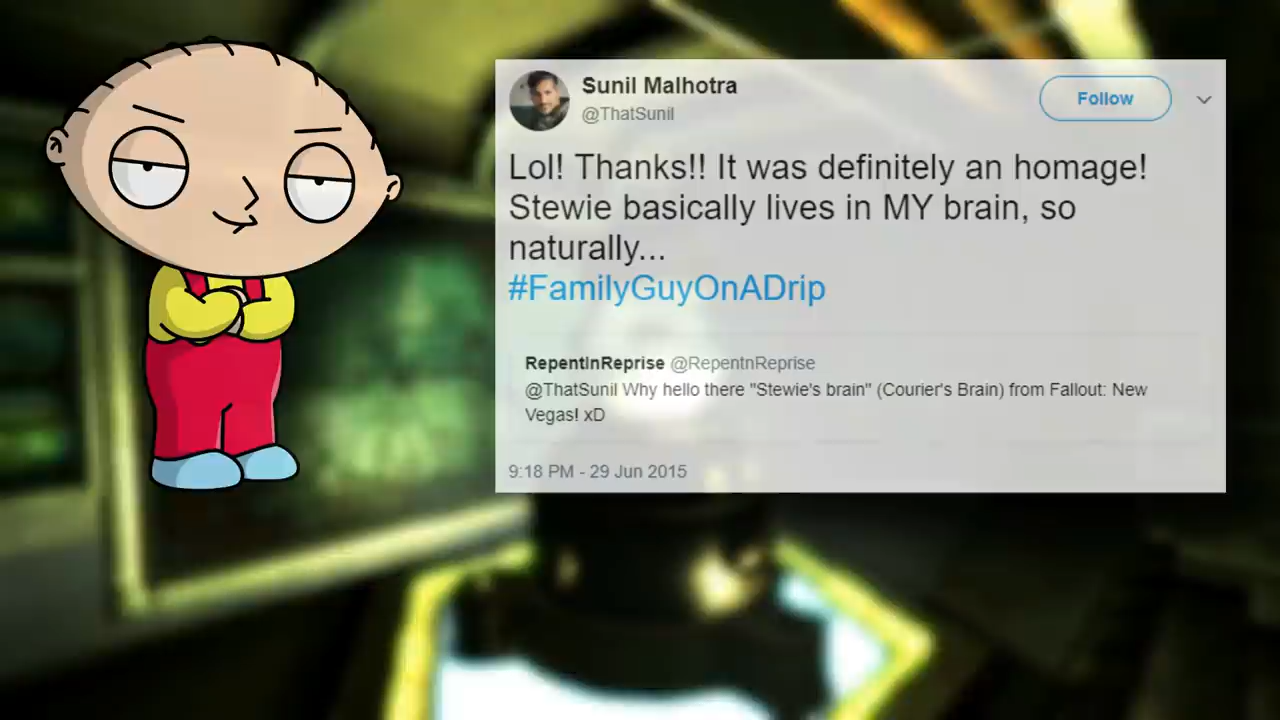 Sunil Malhotra
@ThatSunil
Follow
Lol! Thanks!! It was definitely an homage!
Stewie basically lives in MY brain, so
naturally...
#FamilyGuyOnADrip
RepentInReprise @RepentnReprise
@ThatSunil Why hello there "Stewie's brain" (Courier's Brain) from Fallout: New
Vegas! xD
9:18 PM - 29 Jun 2015